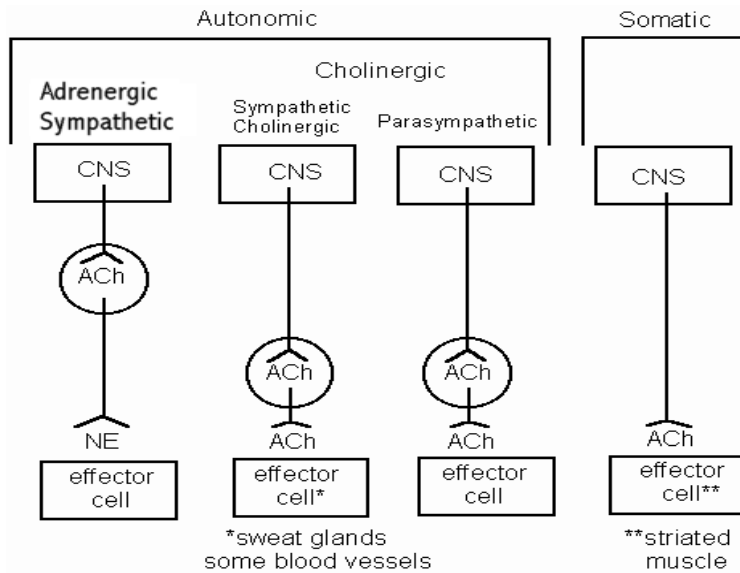 Autonomic
Somatic
Cholinergic
Adrenergic
Sympathetic
Sympathetic
Cholinergic
Parasympathetic
CNS
CNS
CNS
CNS
ACh
ACh
ACh
NE
ACh
ACh
ACh
effector
cell
effector
cell*
effector
cell
effector
cell**
*sweat glands
some blood vessels
**striated
muscle